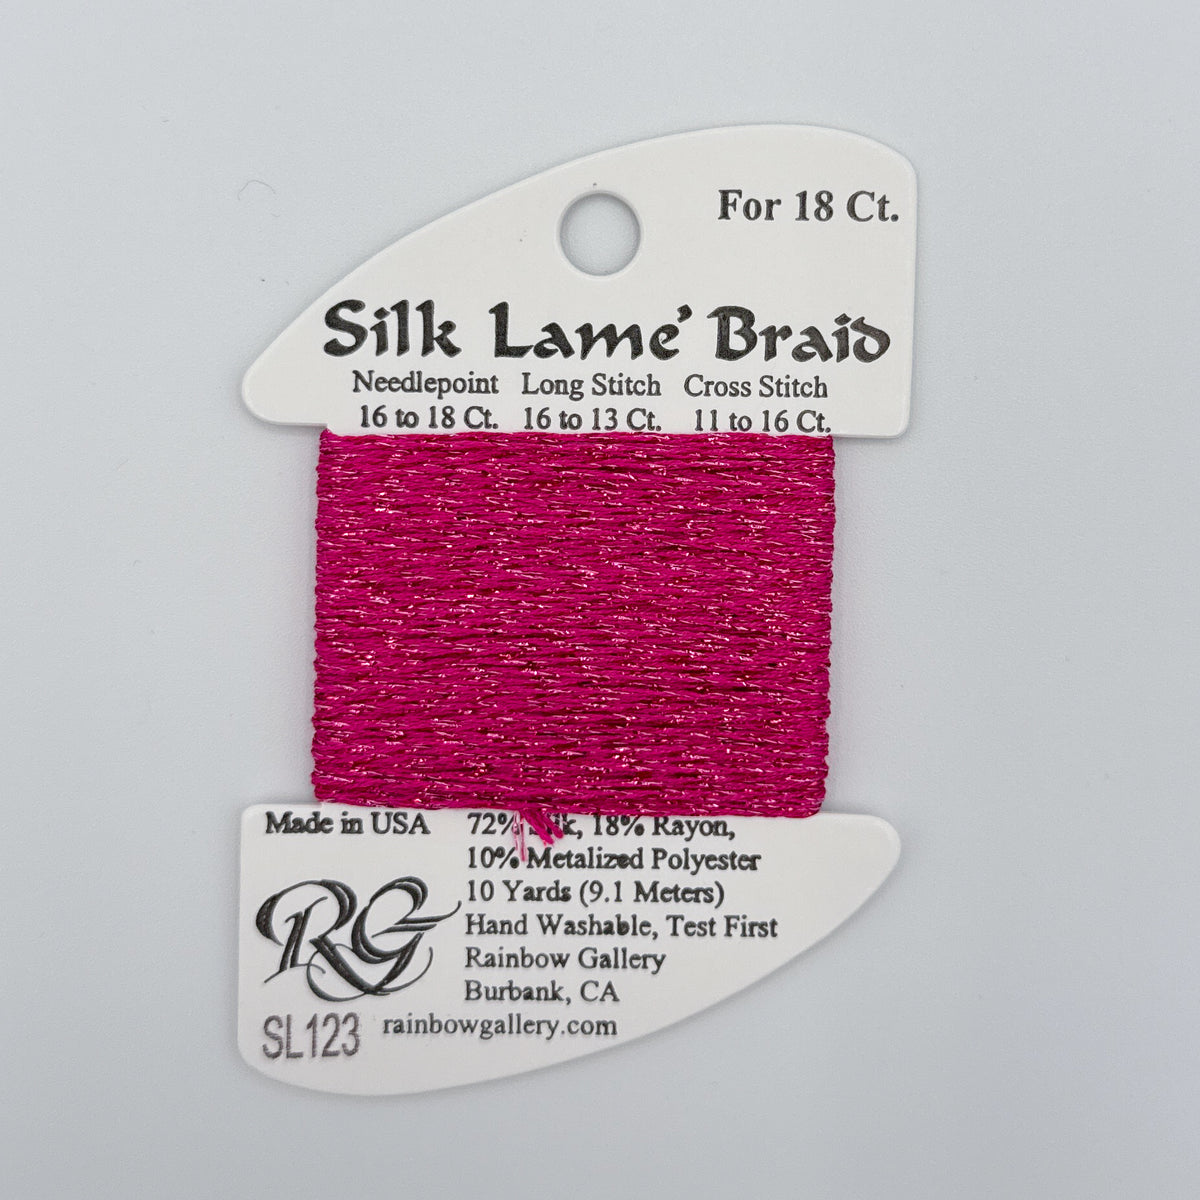 For 18 Ct.
Silk Lame' Braid
Needlepoint Long Stitch Cross Stitch
16 to 18 Ct. 16 to 13 Ct. 11 to 16 Ct.
Made in USA 72% Silk, 18% Rayon,
10% Metalized Polyester
10 Yards (9.1 Meters)
Hand Washable, Test First
RG
Rainbow Gallery
Burbank, CA
SL123 rainbowgallery.com